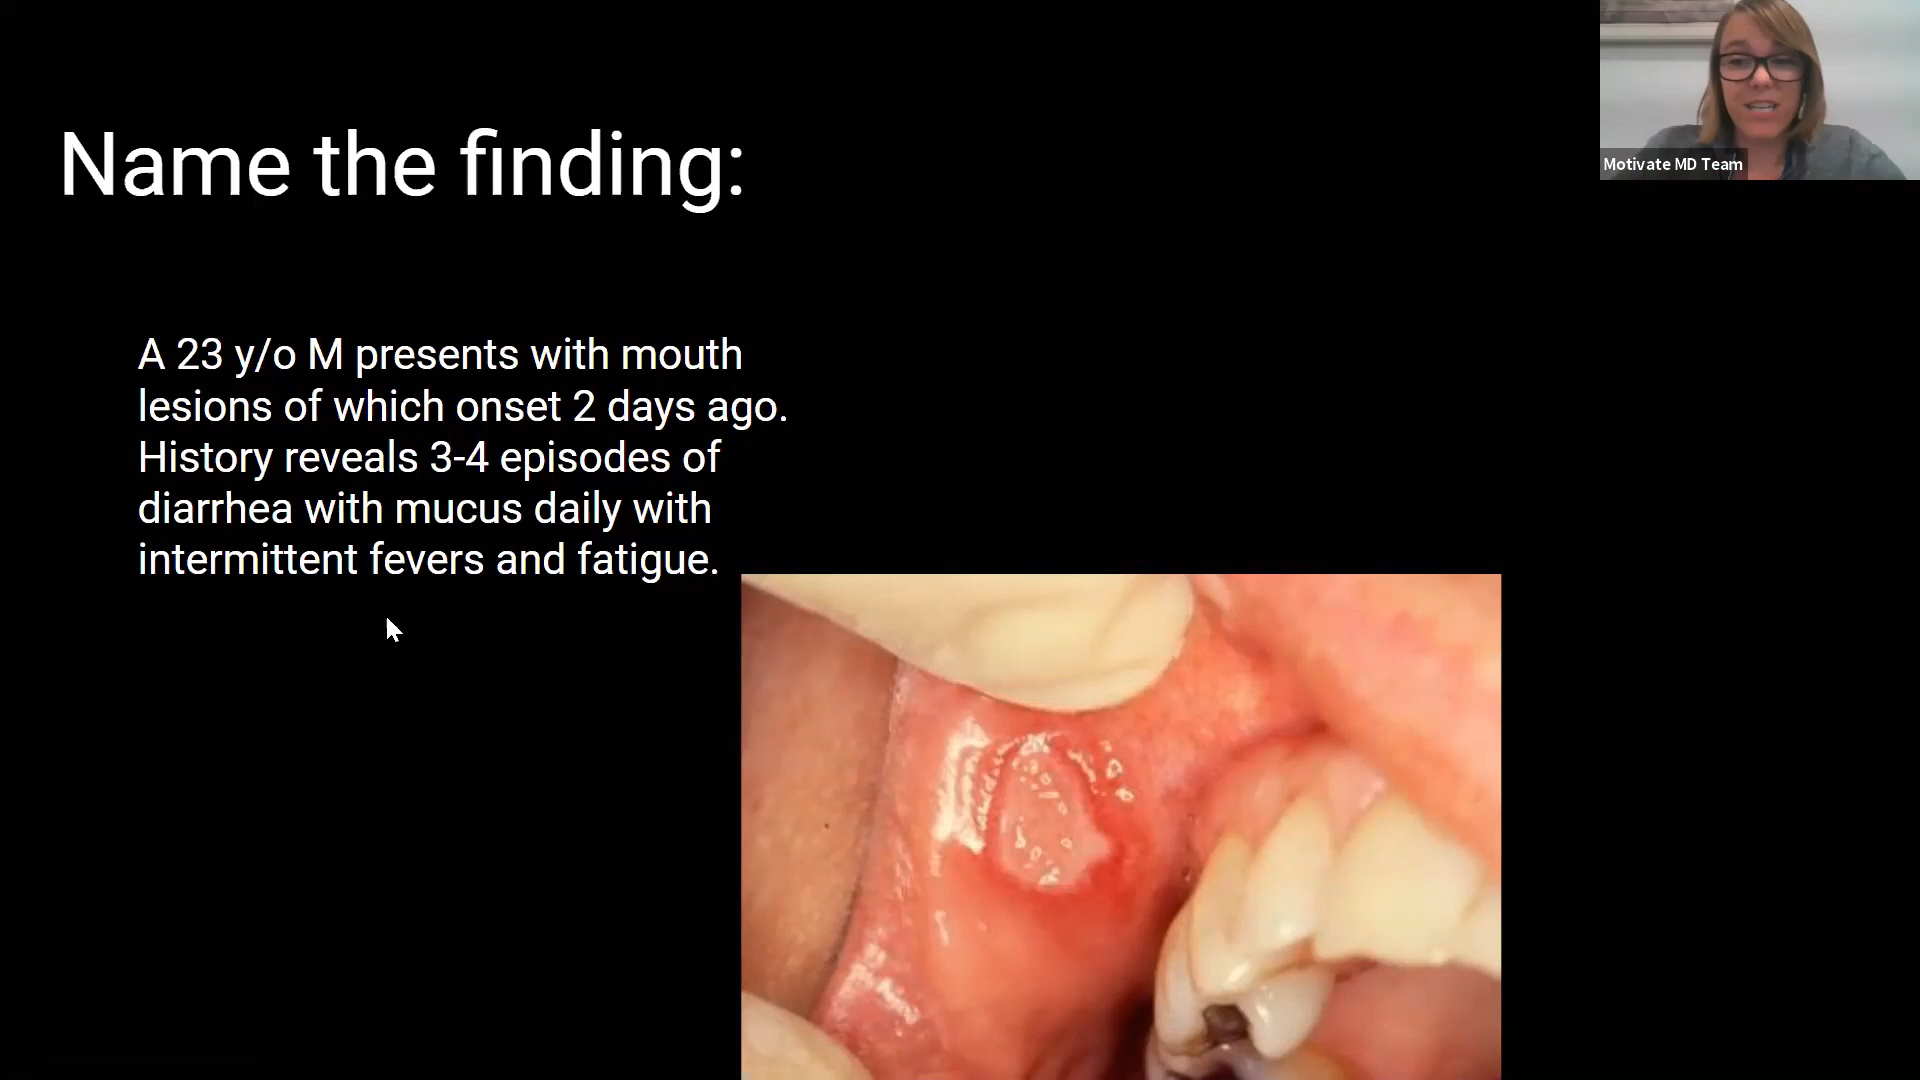 Name the finding:
A 23 y/o M presents with mouth
lesions of which onset 2 days ago.
History reveals 3-4 episodes of
diarrhea with mucus daily with
intermittent fevers and fatigue.
Motivate MD Team